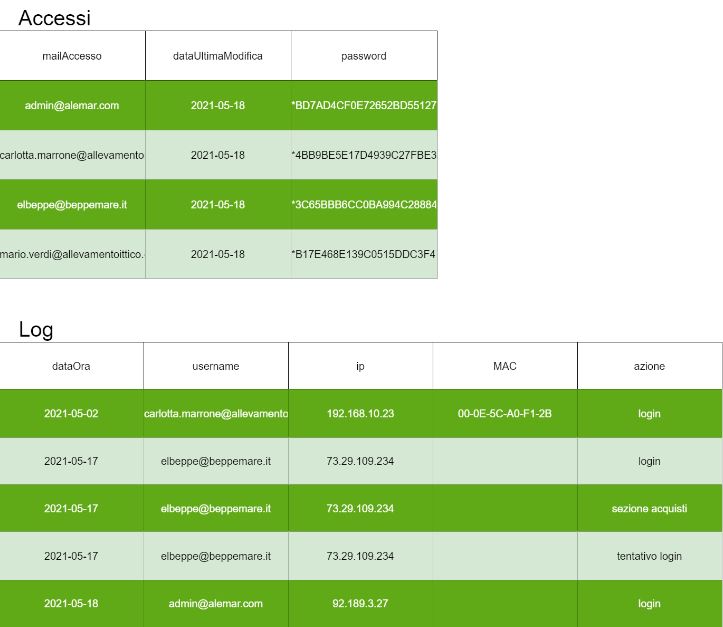 Accessi
mailAccesso dataUltimaModifica password
admin@alemar.com 2021-05-18 *BD7AD4CF0E72652BD55127
carlotta.marrone@allevamento 2021-05-18 *4BB9BE5E17D4939C27FBE3
elbeppe@beppemare.it 2021-05-18 *3C65BBB6CC0BA994C28884
mario.verdi@allevamentoittico. 2021-05-18 *B17E468E139C0515DDC3F4
Log
dataOra username ip MAC azione
2021-05-02 carlotta.marrone@allevamento 192.168.10.23 00-0E-5C-A0-F1-2B login
2021-05-17 elbeppe@beppemare.it 73.29.109.234 login
2021-05-17 elbeppe@beppemare.it 73.29.109.234 sezione acquisti
2021-05-17 elbeppe@beppemare.it 73.29.109.234 tentativo login
2021-05-18 admin@alemar.com 92.189.3.27 login